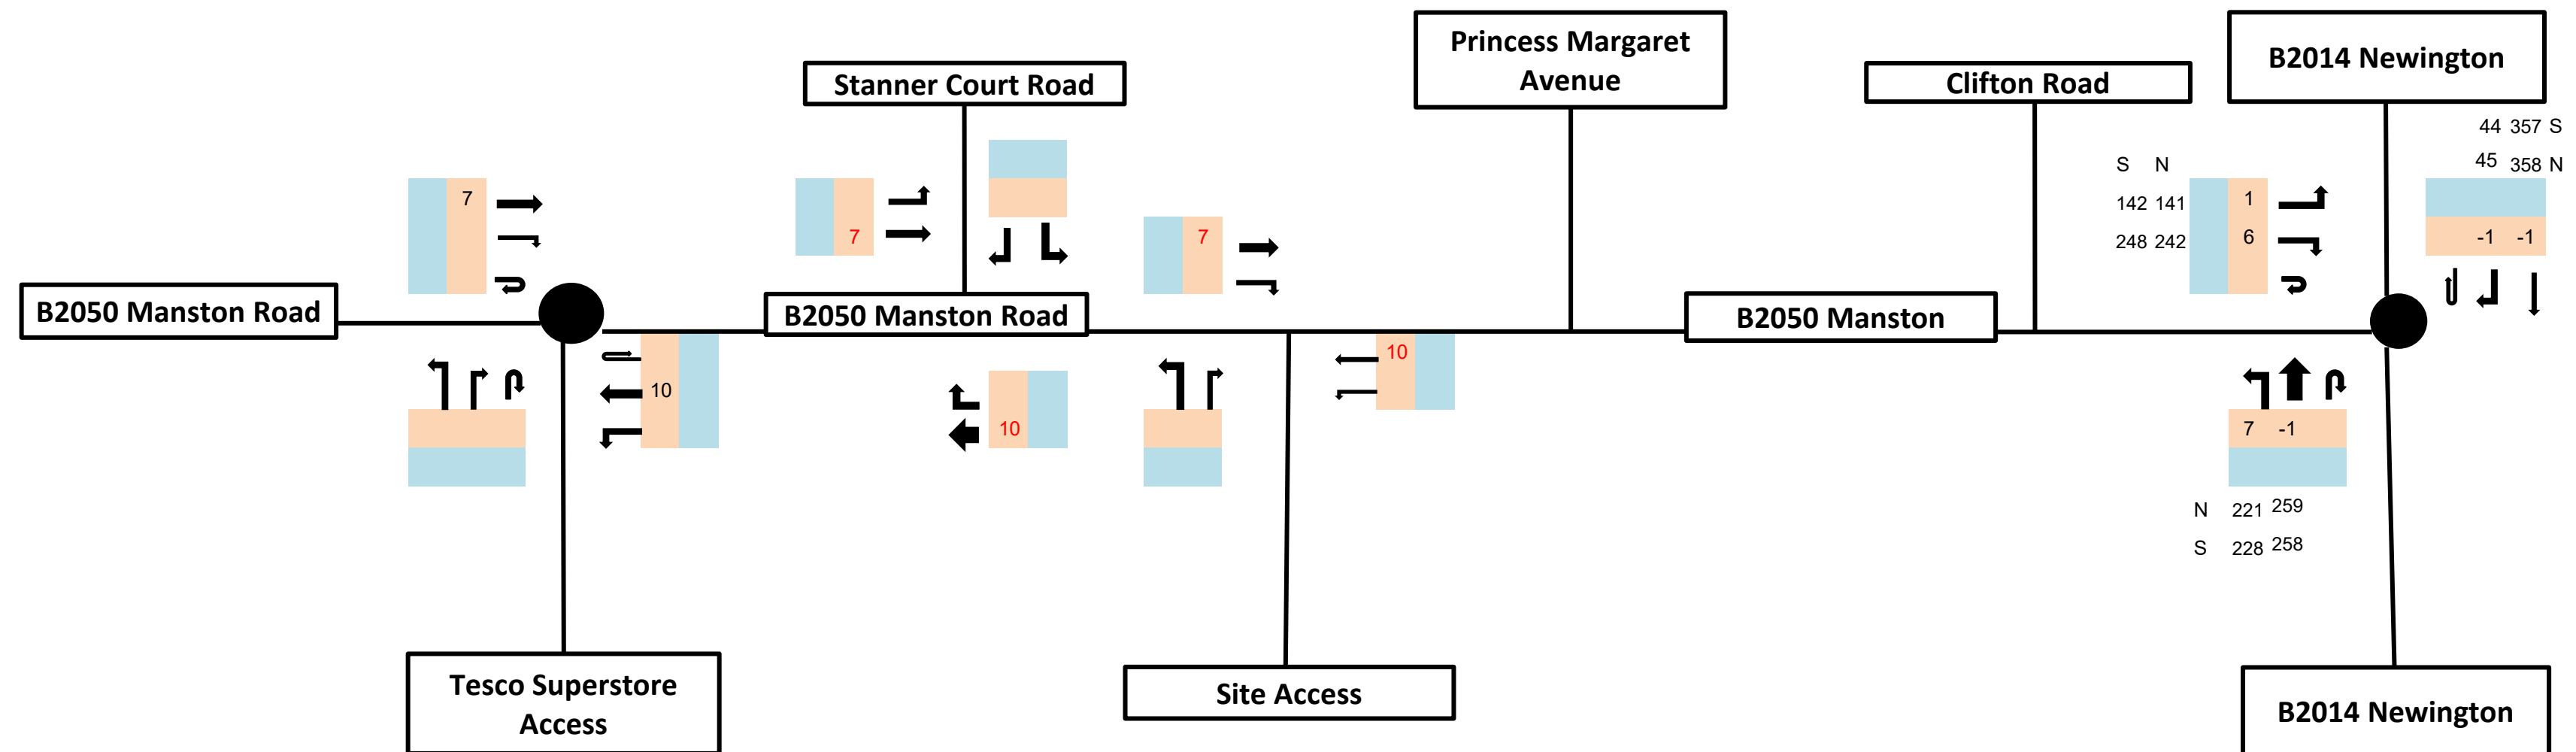 Princess Margaret
Avenue
B2014 Newington
Stanner Court Road
Clifton Road
44 357 S
45 358 N
S N
7
142 141 1
7
7
248 242 6
-1 -1
B2050 Manston Road
B2050 Manston Road
B2050 Manston
10
10
10
7 -1
N 221 259
S 228 258
Tesco Superstore
Access
Site Access
B2014 Newington